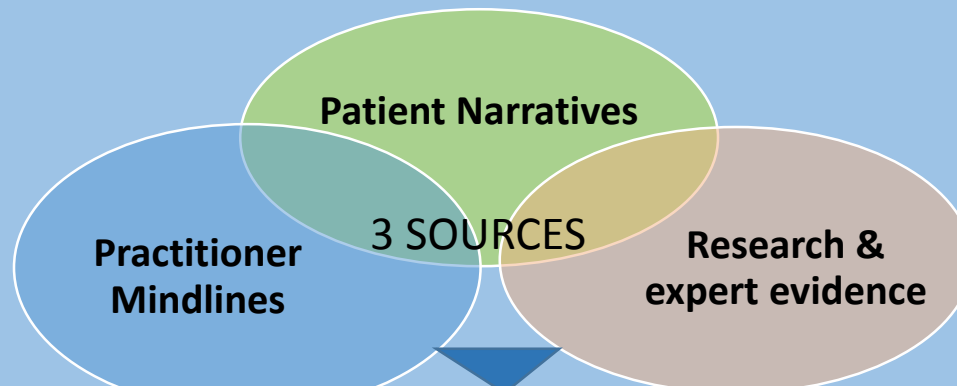 Patient Narratives
3 SOURCES
Practitioner
Mindlines
Research &
expert evidence